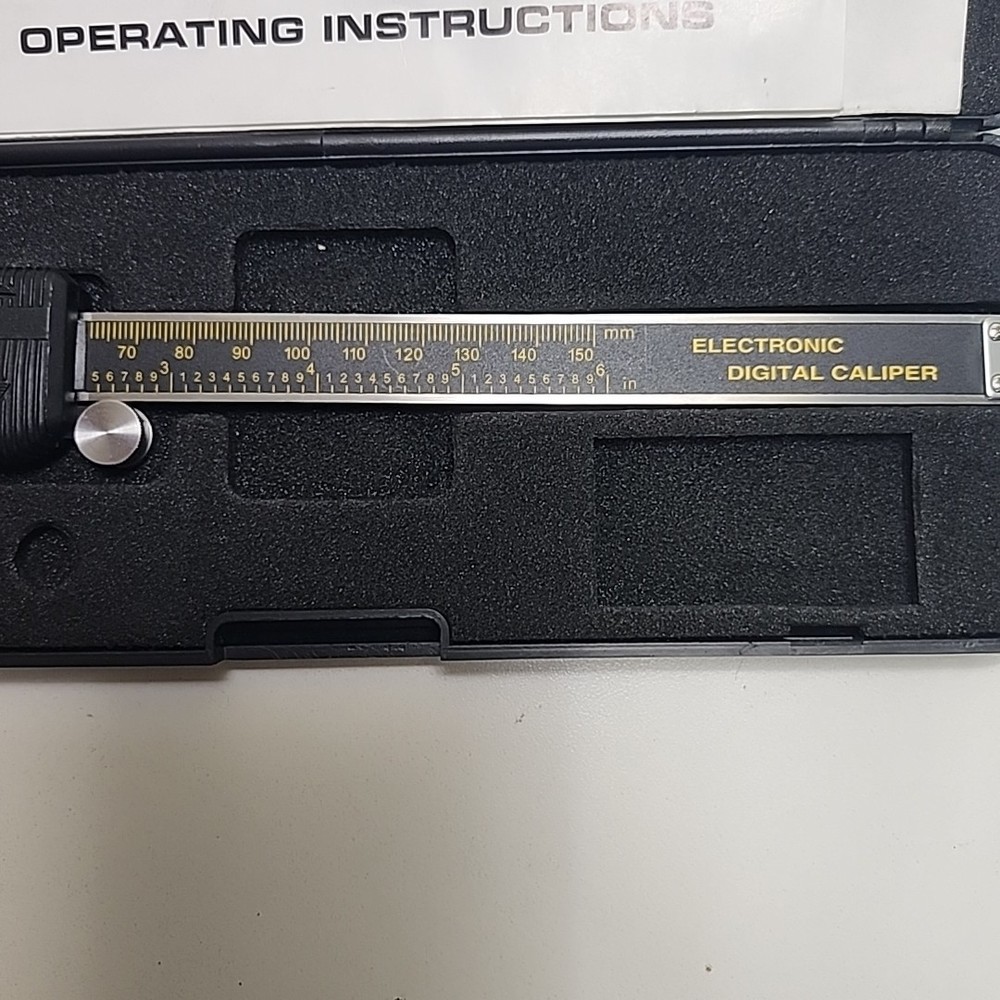 OPERATING INSTRUCTIONS
mm
70 80 90 100 110 120 130 140 150
ELECTRONIC
DIGITAL CALIPER
5 6 7 8 9 3 1 2 3 4 5 6 7 8 9 4 1 2 3 4 5 6 7 8 9 5 1 2 3 4 5 6 7 8 9 6
in